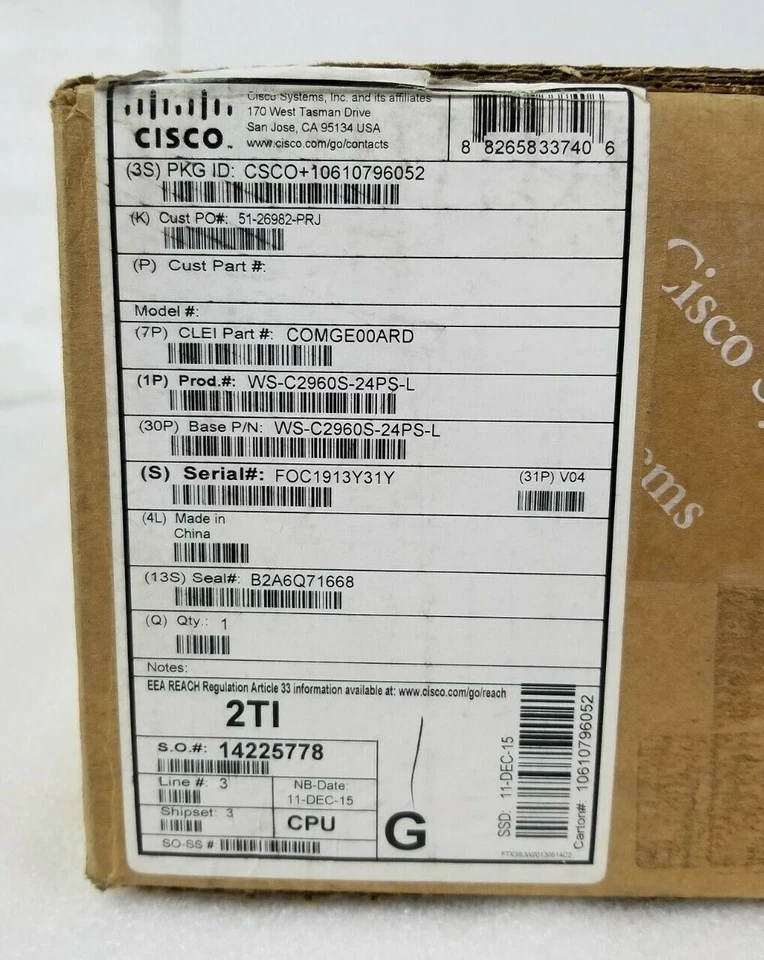 CISCO™
Cisco Systems, Inc. and its affiliates
170 West Tasman Drive
San Jose, CA 95134 USA
www.cisco.com/go/contacts
8 82658 33740 6
(3S) PKG ID: CSCO+10610796052
(K) Cust PO#: 51-26982-PRJ
(P) Cust Part #:
Model #:
(7P) CLEI Part #: COMGE00ARD
(1P) Prod.#: WS-C2960S-24PS-L
(30P) Base P/N: WS-C2960S-24PS-L
(S) Serial#: FOC1913Y31Y
(31P) V04
(4L) Made in
China
(13S) Seal#: B2A6Q71668
(Q) Qty.: 1
Notes:
EEA REACH Regulation Article 33 information available at: www.cisco.com/go/reach
2TI
S.O.#: 14225778
Line #: 3
NB-Date:
11-DEC-15
Shipset: 3
CPU
SO-SS #
G
SSD: 11-DEC-15
Carton#: 10610796052
Cisco S
ems